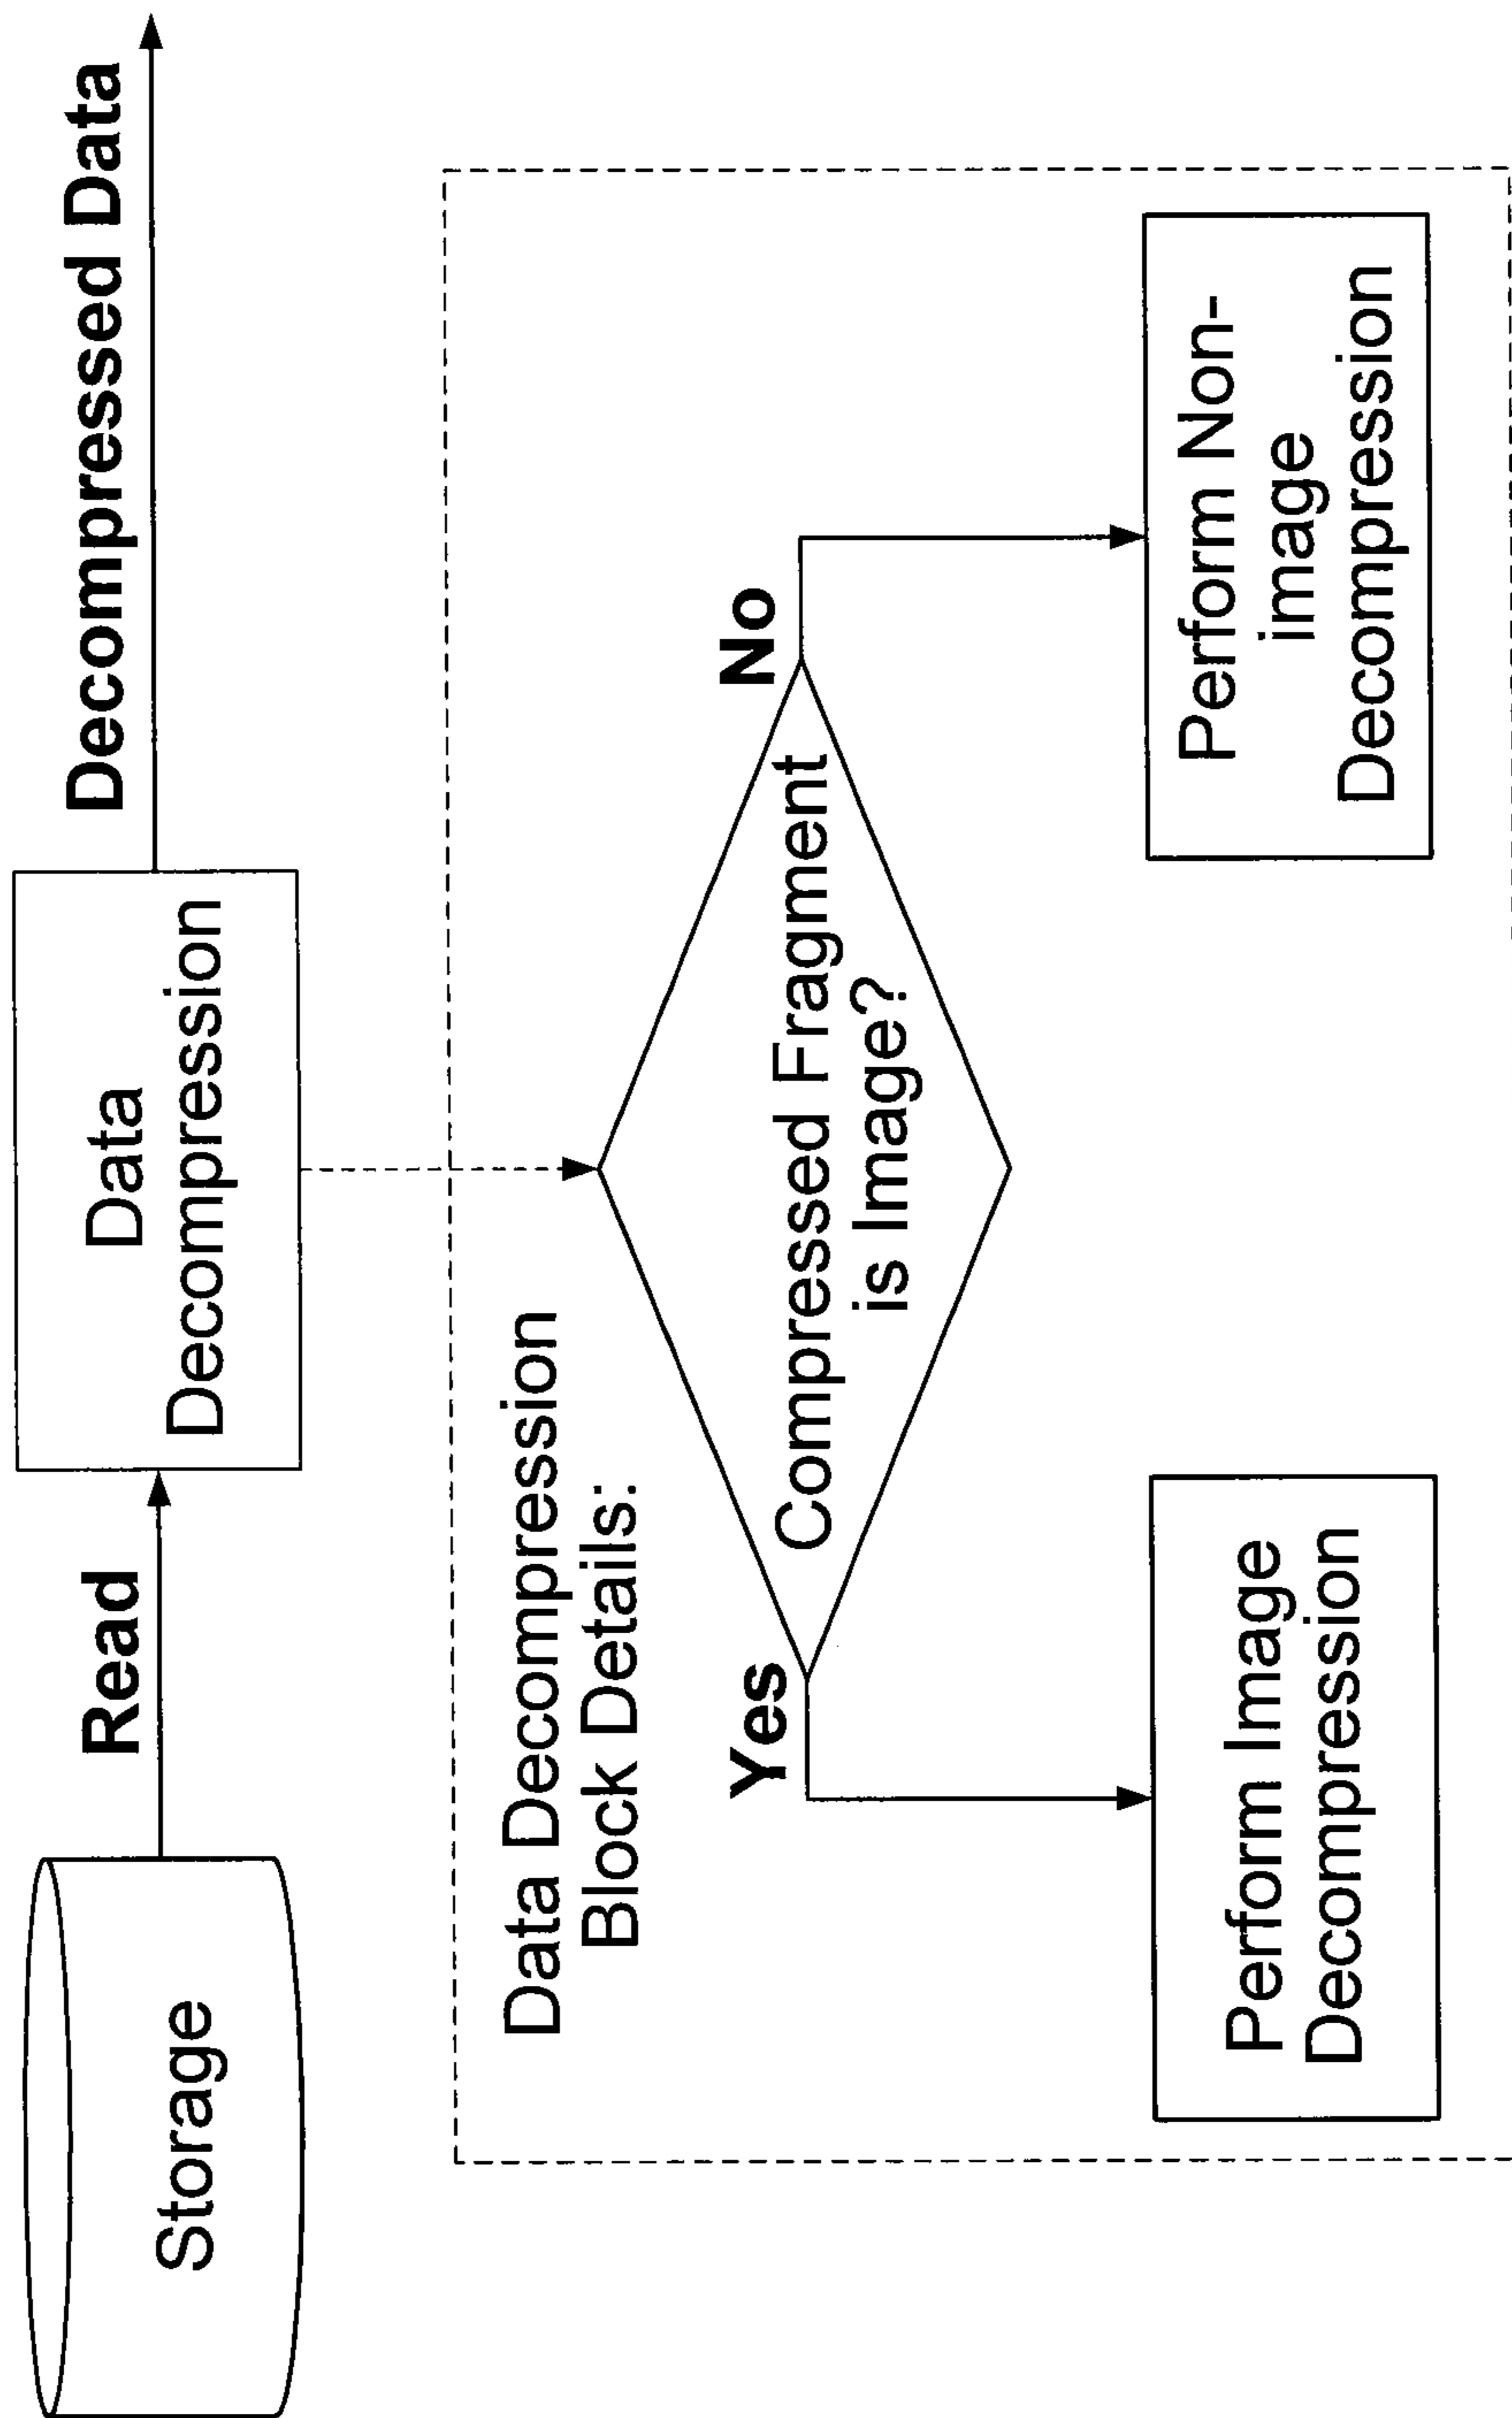 Storage
Read
Data
Decompression
Decompressed Data
Data Decompression
Block Details:
Compressed Fragment
is Image?
Yes
No
Perform Image
Decompression
Perform Non-
image
Decompression